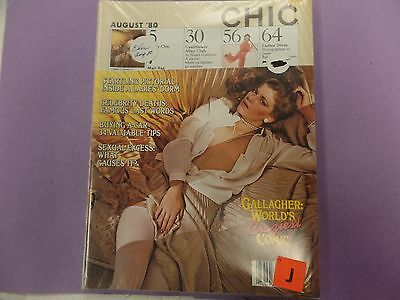 AUGUST '80
CHIC
5
30
56
64
STARTLING PICTORIAL:
INSIDE A LADIES' DORM
CELEBRITY DEATHS:
FAMOUS LAST WORDS
BUYING A CAR:
34 VALUABLE TIPS
SEXUAL EXCESS:
WHAT
CAUSES IT?
GALLAGHER:
WORLD'S
Craziest
COMIC
J